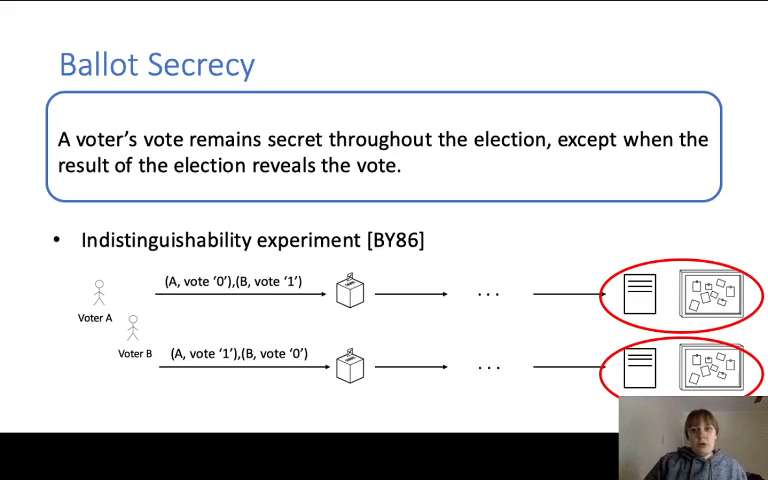 Ballot Secrecy
A voter’s vote remains secret throughout the election, except when the
result of the election reveals the vote.
• Indistinguishability experiment [BY86]
(A, vote ‘0’),(B, vote ‘1’)
. . .
Voter A
Voter B
(A, vote ‘1’),(B, vote ‘0’)
. . .